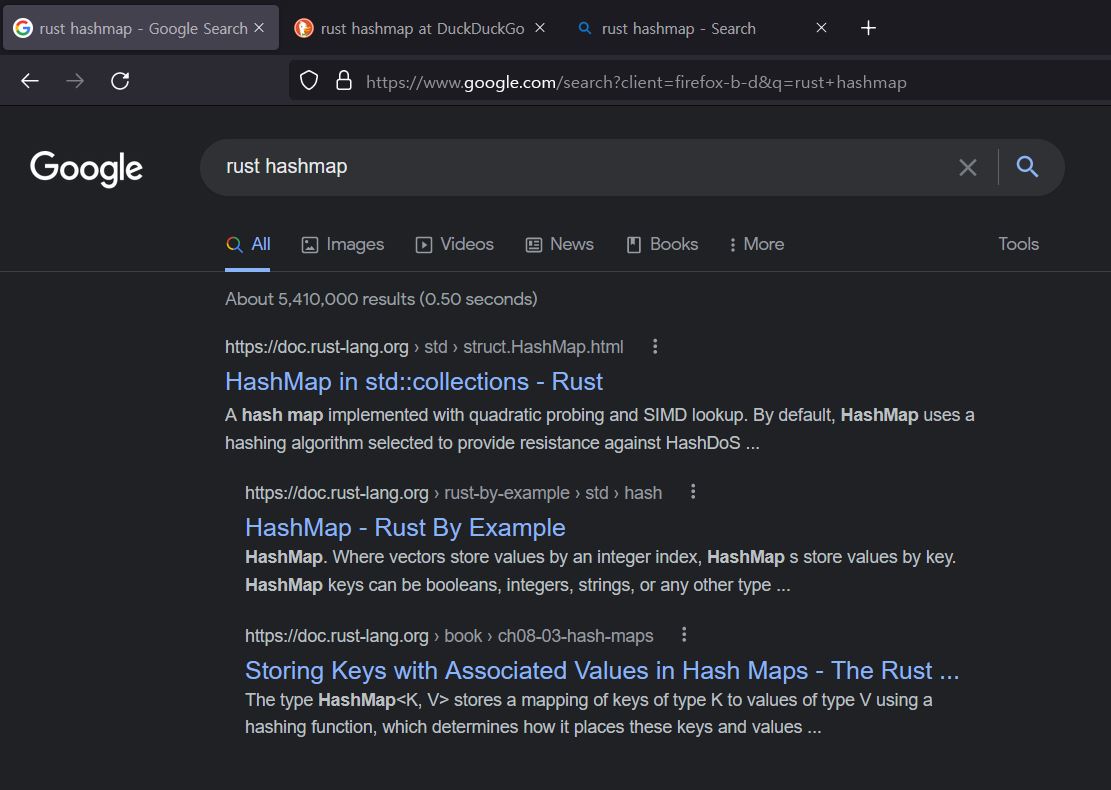 rust hashmap - Google Search
rust hashmap at DuckDuckGo
rust hashmap - Search
https://www.google.com/search?client=firefox-b-d&q=rust+hashmap
Google
rust hashmap
All Images Videos News Books More Tools
About 5,410,000 results (0.50 seconds)
https://doc.rust-lang.org › std › struct.HashMap.html
HashMap in std::collections - Rust
A hash map implemented with quadratic probing and SIMD lookup. By default, HashMap uses a
hashing algorithm selected to provide resistance against HashDoS ...
https://doc.rust-lang.org › rust-by-example › std › hash
HashMap - Rust By Example
HashMap. Where vectors store values by an integer index, HashMap s store values by key.
HashMap keys can be booleans, integers, strings, or any other type ...
https://doc.rust-lang.org › book › ch08-03-hash-maps
Storing Keys with Associated Values in Hash Maps - The Rust ...
The type HashMap<K, V> stores a mapping of keys of type K to values of type V using a
hashing function, which determines how it places these keys and values ...